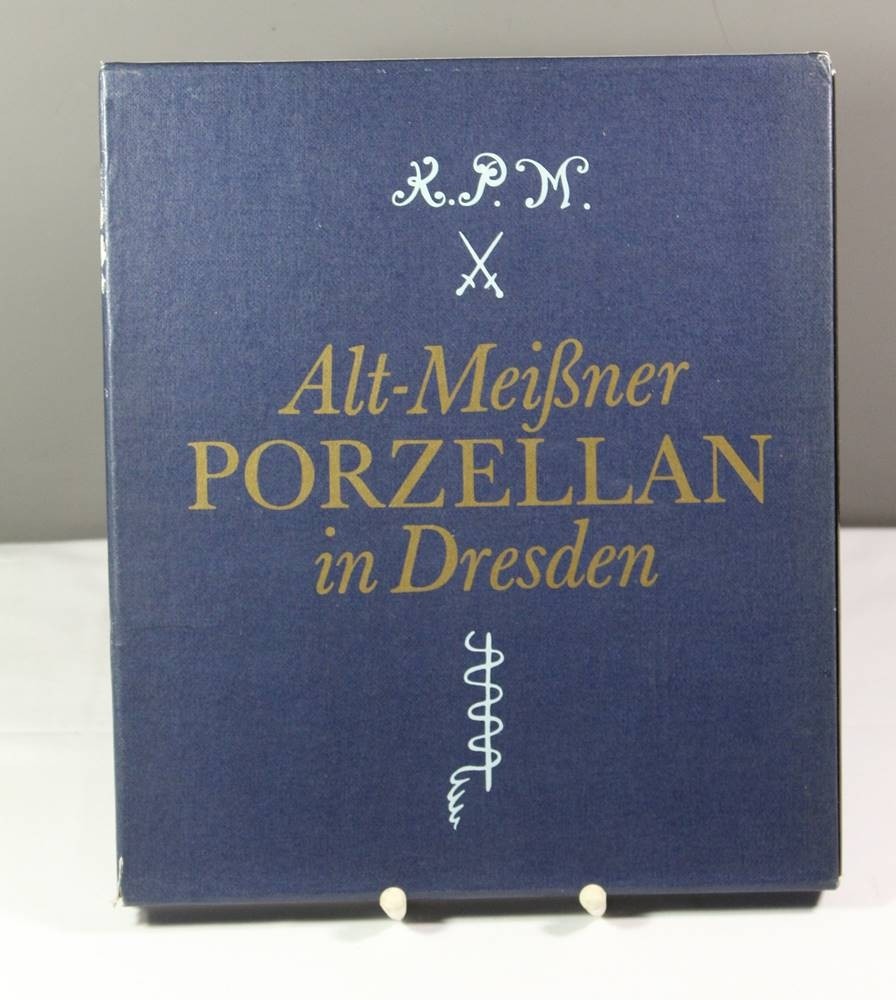 K.P.M.
Alt-Meißner
PORZELLAN
in Dresden